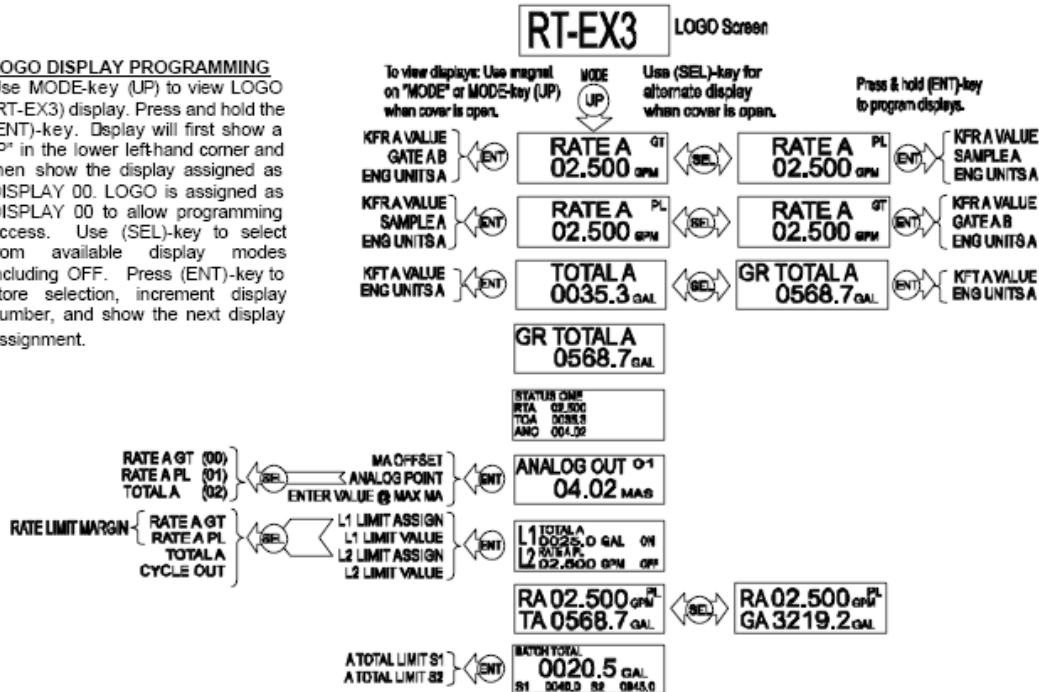 RT-EX3 LOGO Screen
OGO DISPLAY PROGRAMMING
Use MODE-key (UP) to view LOGO
RT-EX3) display. Press and hold the
ENT)-key. Display will first show a
P" in the lower left-hand corner and
hen show the display assigned as
DISPLAY 00. LOGO is assigned as
DISPLAY 00 to allow programming
ccess. Use (SEL)-key to select
rom available display modes
ncluding OFF. Press (ENT)-key to
tore selection, increment display
umber, and show the next display
ssignment.
To view displays: Use magnet
on "MODE" or MODE-key (UP)
when cover is open.
MODE
UP
Use (SEL)-key for
alternate display
when cover is open.
Press & hold (ENT)-key
to program displays.
KFR A VALUE
GATE A B
ENG UNITS A
ENT
RATE A GT
02.500 GPM
SEL
RATE A PL
02.500 GPM
ENT
KFR A VALUE
SAMPLE A
ENG UNITS A
KFR A VALUE
SAMPLE A
ENG UNITS A
ENT
RATE A PL
02.500 GPM
SEL
RATE A GT
02.500 GPM
ENT
KFR A VALUE
GATE A B
ENG UNITS A
KFT A VALUE
ENG UNITS A
ENT
TOTAL A
0035.3 GAL
SEL
GR TOTAL A
0568.7 GAL
ENT
KFT A VALUE
ENG UNITS A
GR TOTAL A
0568.7 GAL
STATUS ONE
RTA 02.500
TOA 0035.3
ANO 004.02
RATE A GT (00)
RATE A PL (01)
TOTAL A (02)
SEL
MA OFFSET
ANALOG POINT
ENTER VALUE @ MAX MA
ENT
ANALOG OUT 01
04.02 MAS
RATE LIMIT MARGIN
RATE A GT
RATE A PL
TOTAL A
CYCLE OUT
SEL
L1 LIMIT ASSIGN
L1 LIMIT VALUE
L2 LIMIT ASSIGN
L2 LIMIT VALUE
ENT
L1 TOTAL A
0025.0 GAL ON
L2 RATE A PL
02.500 GPM OFF
RA 02.500 GPM PL
TA 0568.7 GAL
SEL
RA 02.500 GPM PL
GA 3219.2 GAL
A TOTAL LIMIT S1
A TOTAL LIMIT S2
ENT
BATCH TOTAL
0020.5 GAL
S1 0040.0 S2 0045.0